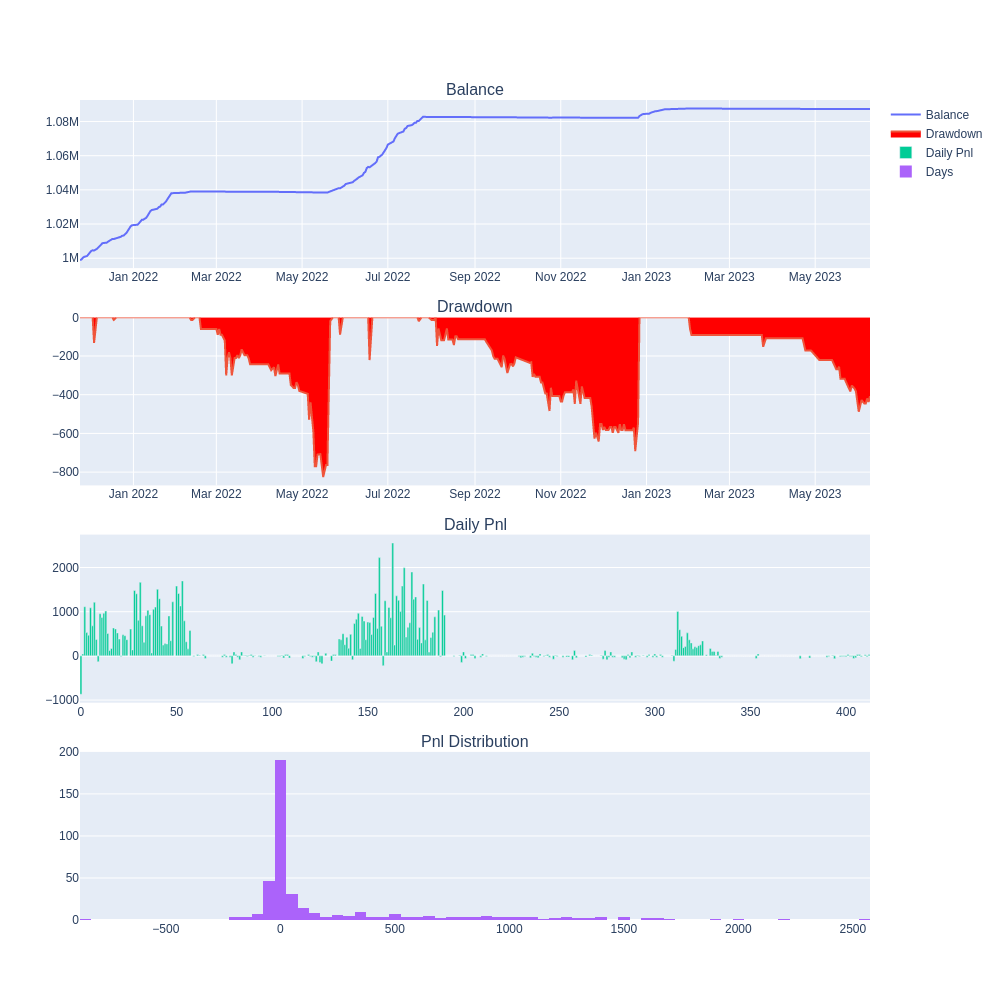 Balance
1.08M
1.06M
1.04M
1.02M
1M
Jan 2022 Mar 2022 May 2022 Jul 2022 Sep 2022 Nov 2022 Jan 2023 Mar 2023 May 2023
Balance
Drawdown
Daily Pnl
Days
Drawdown
0
−200
−400
−600
−800
Jan 2022 Mar 2022 May 2022 Jul 2022 Sep 2022 Nov 2022 Jan 2023 Mar 2023 May 2023
Daily Pnl
2000
1000
0
−1000
0 50 100 150 200 250 300 350 400
Pnl Distribution
200
150
100
50
0
−500 0 500 1000 1500 2000 2500